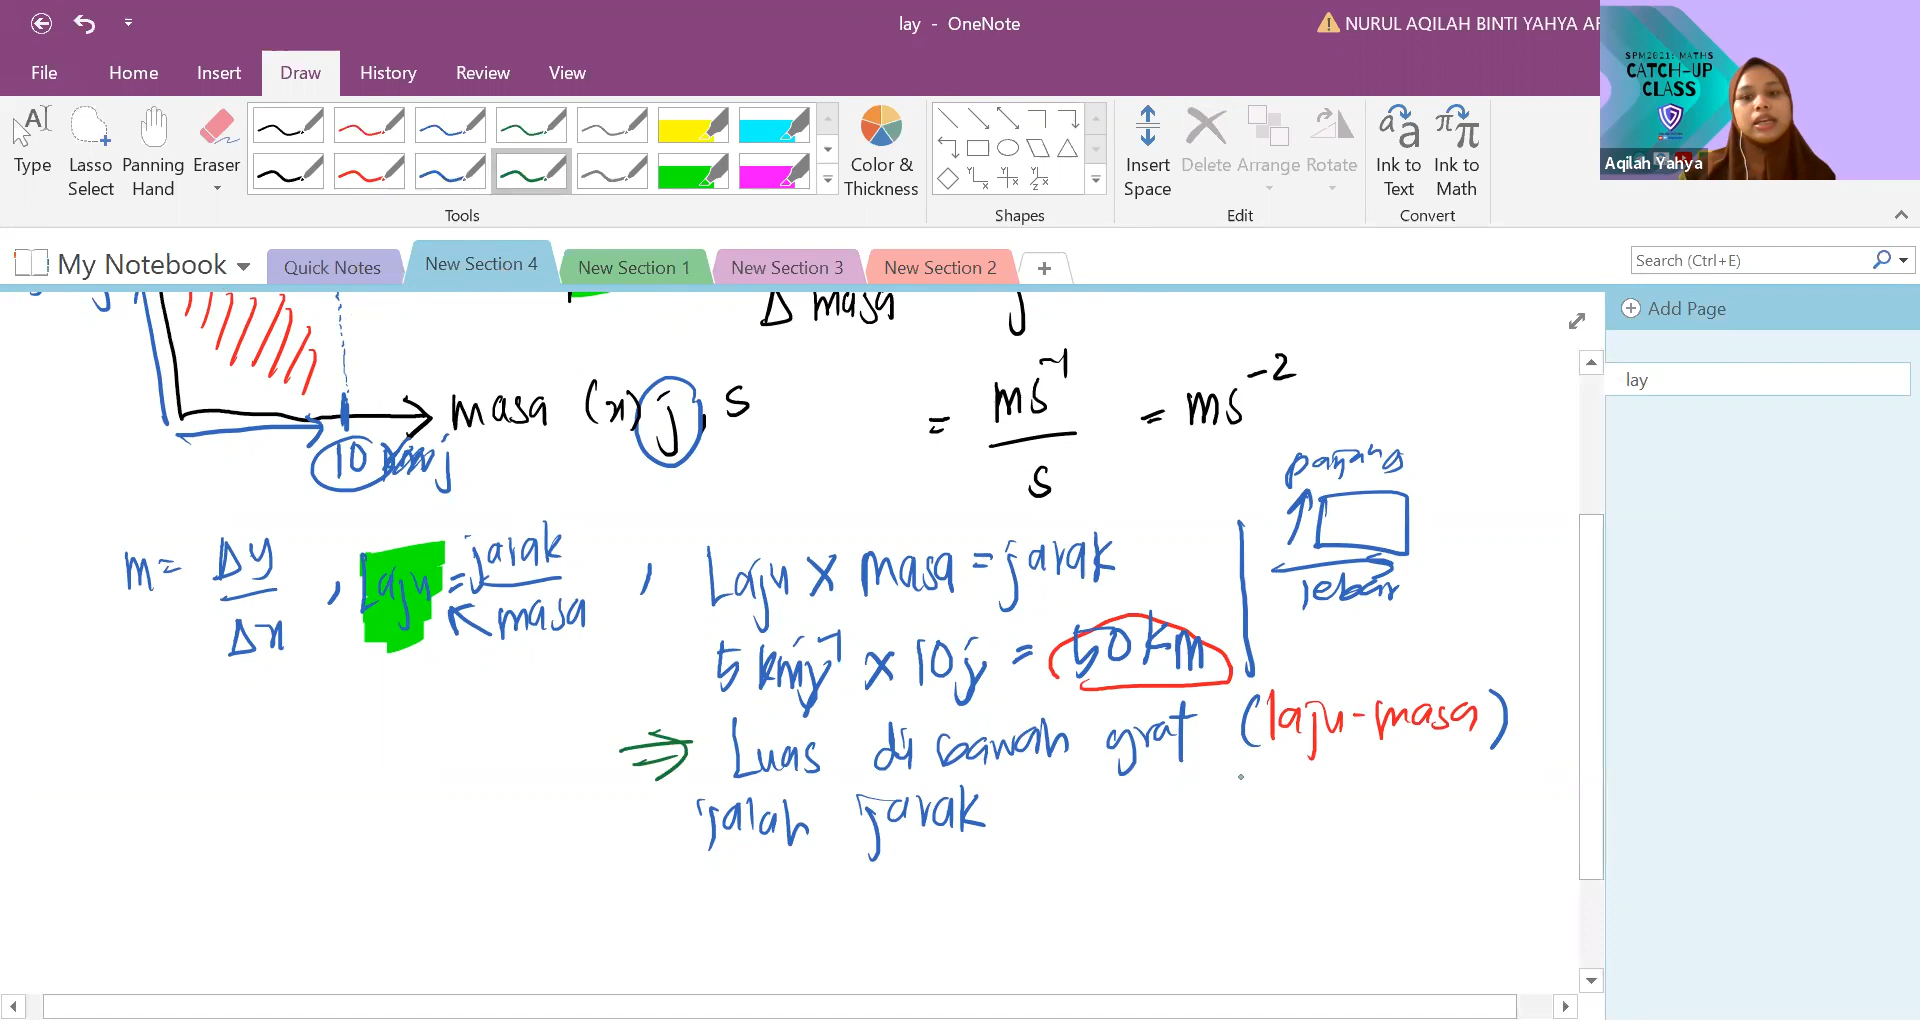 lay - OneNote
NURUL AQILAH BINTI YAHYA AF
File Home Insert Draw History Review View
SPM2021: MATHS
CATCH-UP
CLASS
Aqilah Yahya
Type
Lasso Select
Panning Hand
Eraser
Color & Thickness
Insert Space
Delete
Arrange
Rotate
Ink to Text
Ink to Math
Tools
Shapes
Edit
Convert
My Notebook
Quick Notes
New Section 4
New Section 1
New Section 3
New Section 2
+
Search (Ctrl+E)
Add Page
lay
Δ masa j
masa (x) j, s
= ms⁻¹ / s = ms⁻²
10 j
panjang
lebar
m = Δy / Δx , Laju = jarak / masa , Laju x masa = jarak
5 kmj⁻¹ x 10j = 50 km
⇒ Luas di bawah graf (laju-masa)
ialah jarak